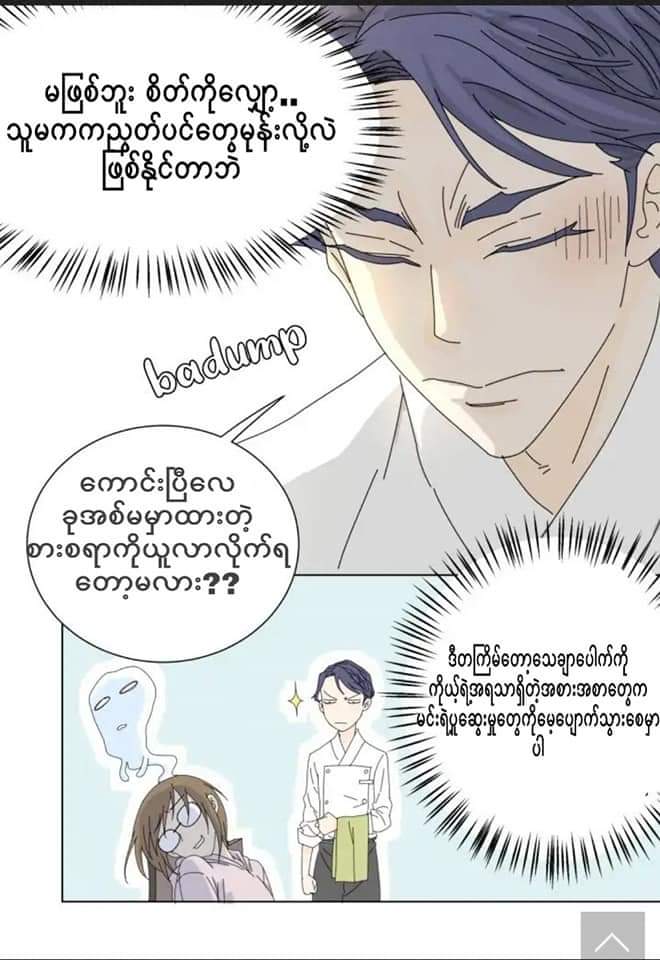 မဖြစ်ဘူး စိတ်ကိုလျှော့..
သူမကကညွတ်ပင်တွေမုန်းလို့လဲ
ဖြစ်နိုင်တာဘဲ
badump
ကောင်းပြီလေ
ခုအစ်မမှာထားတဲ့
စားစရာကိုယူလာလိုက်ရ
တော့မလား??
ဒီတကြိမ်တော့သေချာပေါက်ကို
ကိုယ့်ရဲ့အရသာရှိတဲ့အစားအစာတွေက
မင်းရဲ့ပူဆွေးမှုတွေကိုမေ့ပျောက်သွားစေမှာ
ပါ